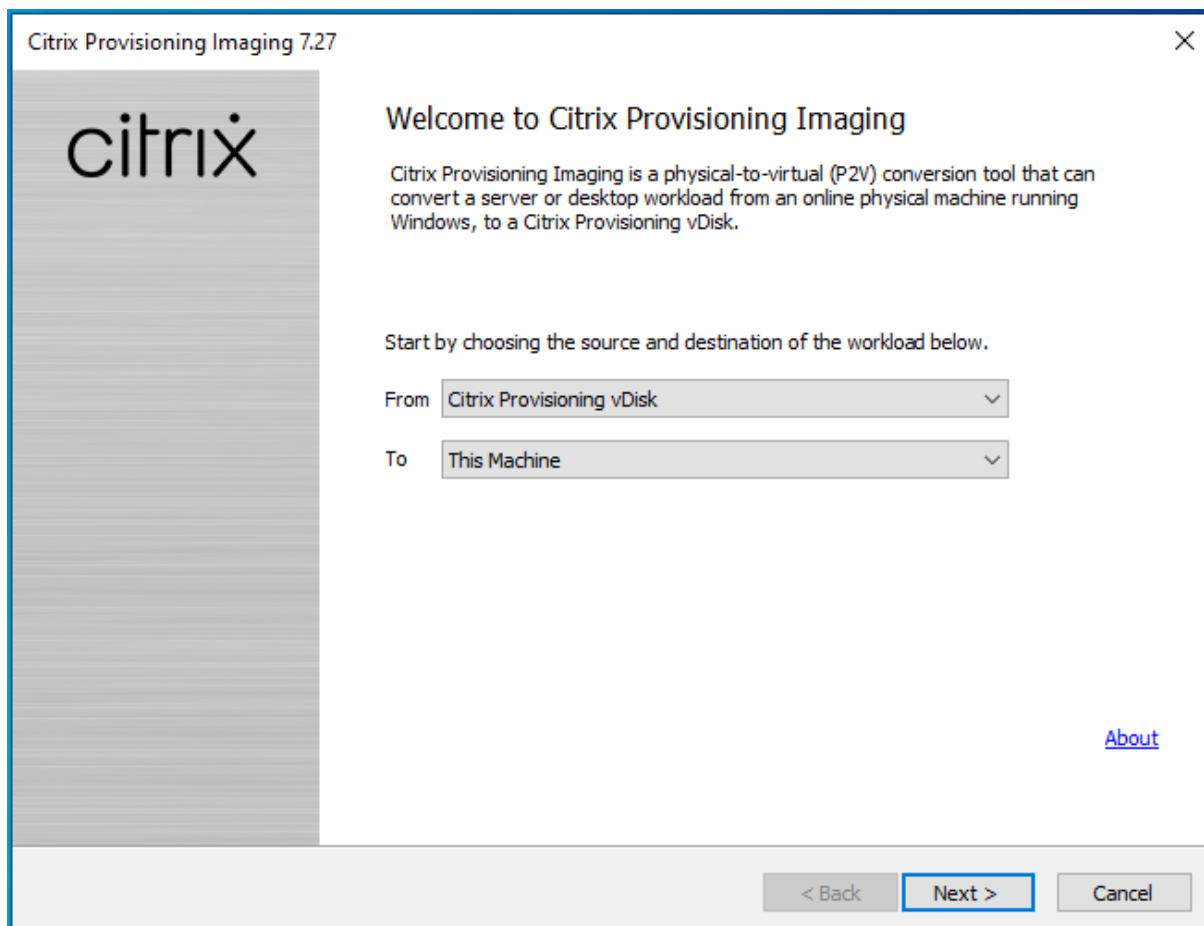 Citrix Provisioning Imaging 7.27
citrix
Welcome to Citrix Provisioning Imaging
Citrix Provisioning Imaging is a physical-to-virtual (P2V) conversion tool that can
convert a server or desktop workload from an online physical machine running
Windows, to a Citrix Provisioning vDisk.
Start by choosing the source and destination of the workload below.
From Citrix Provisioning vDisk
To This Machine
About
< Back Next > Cancel